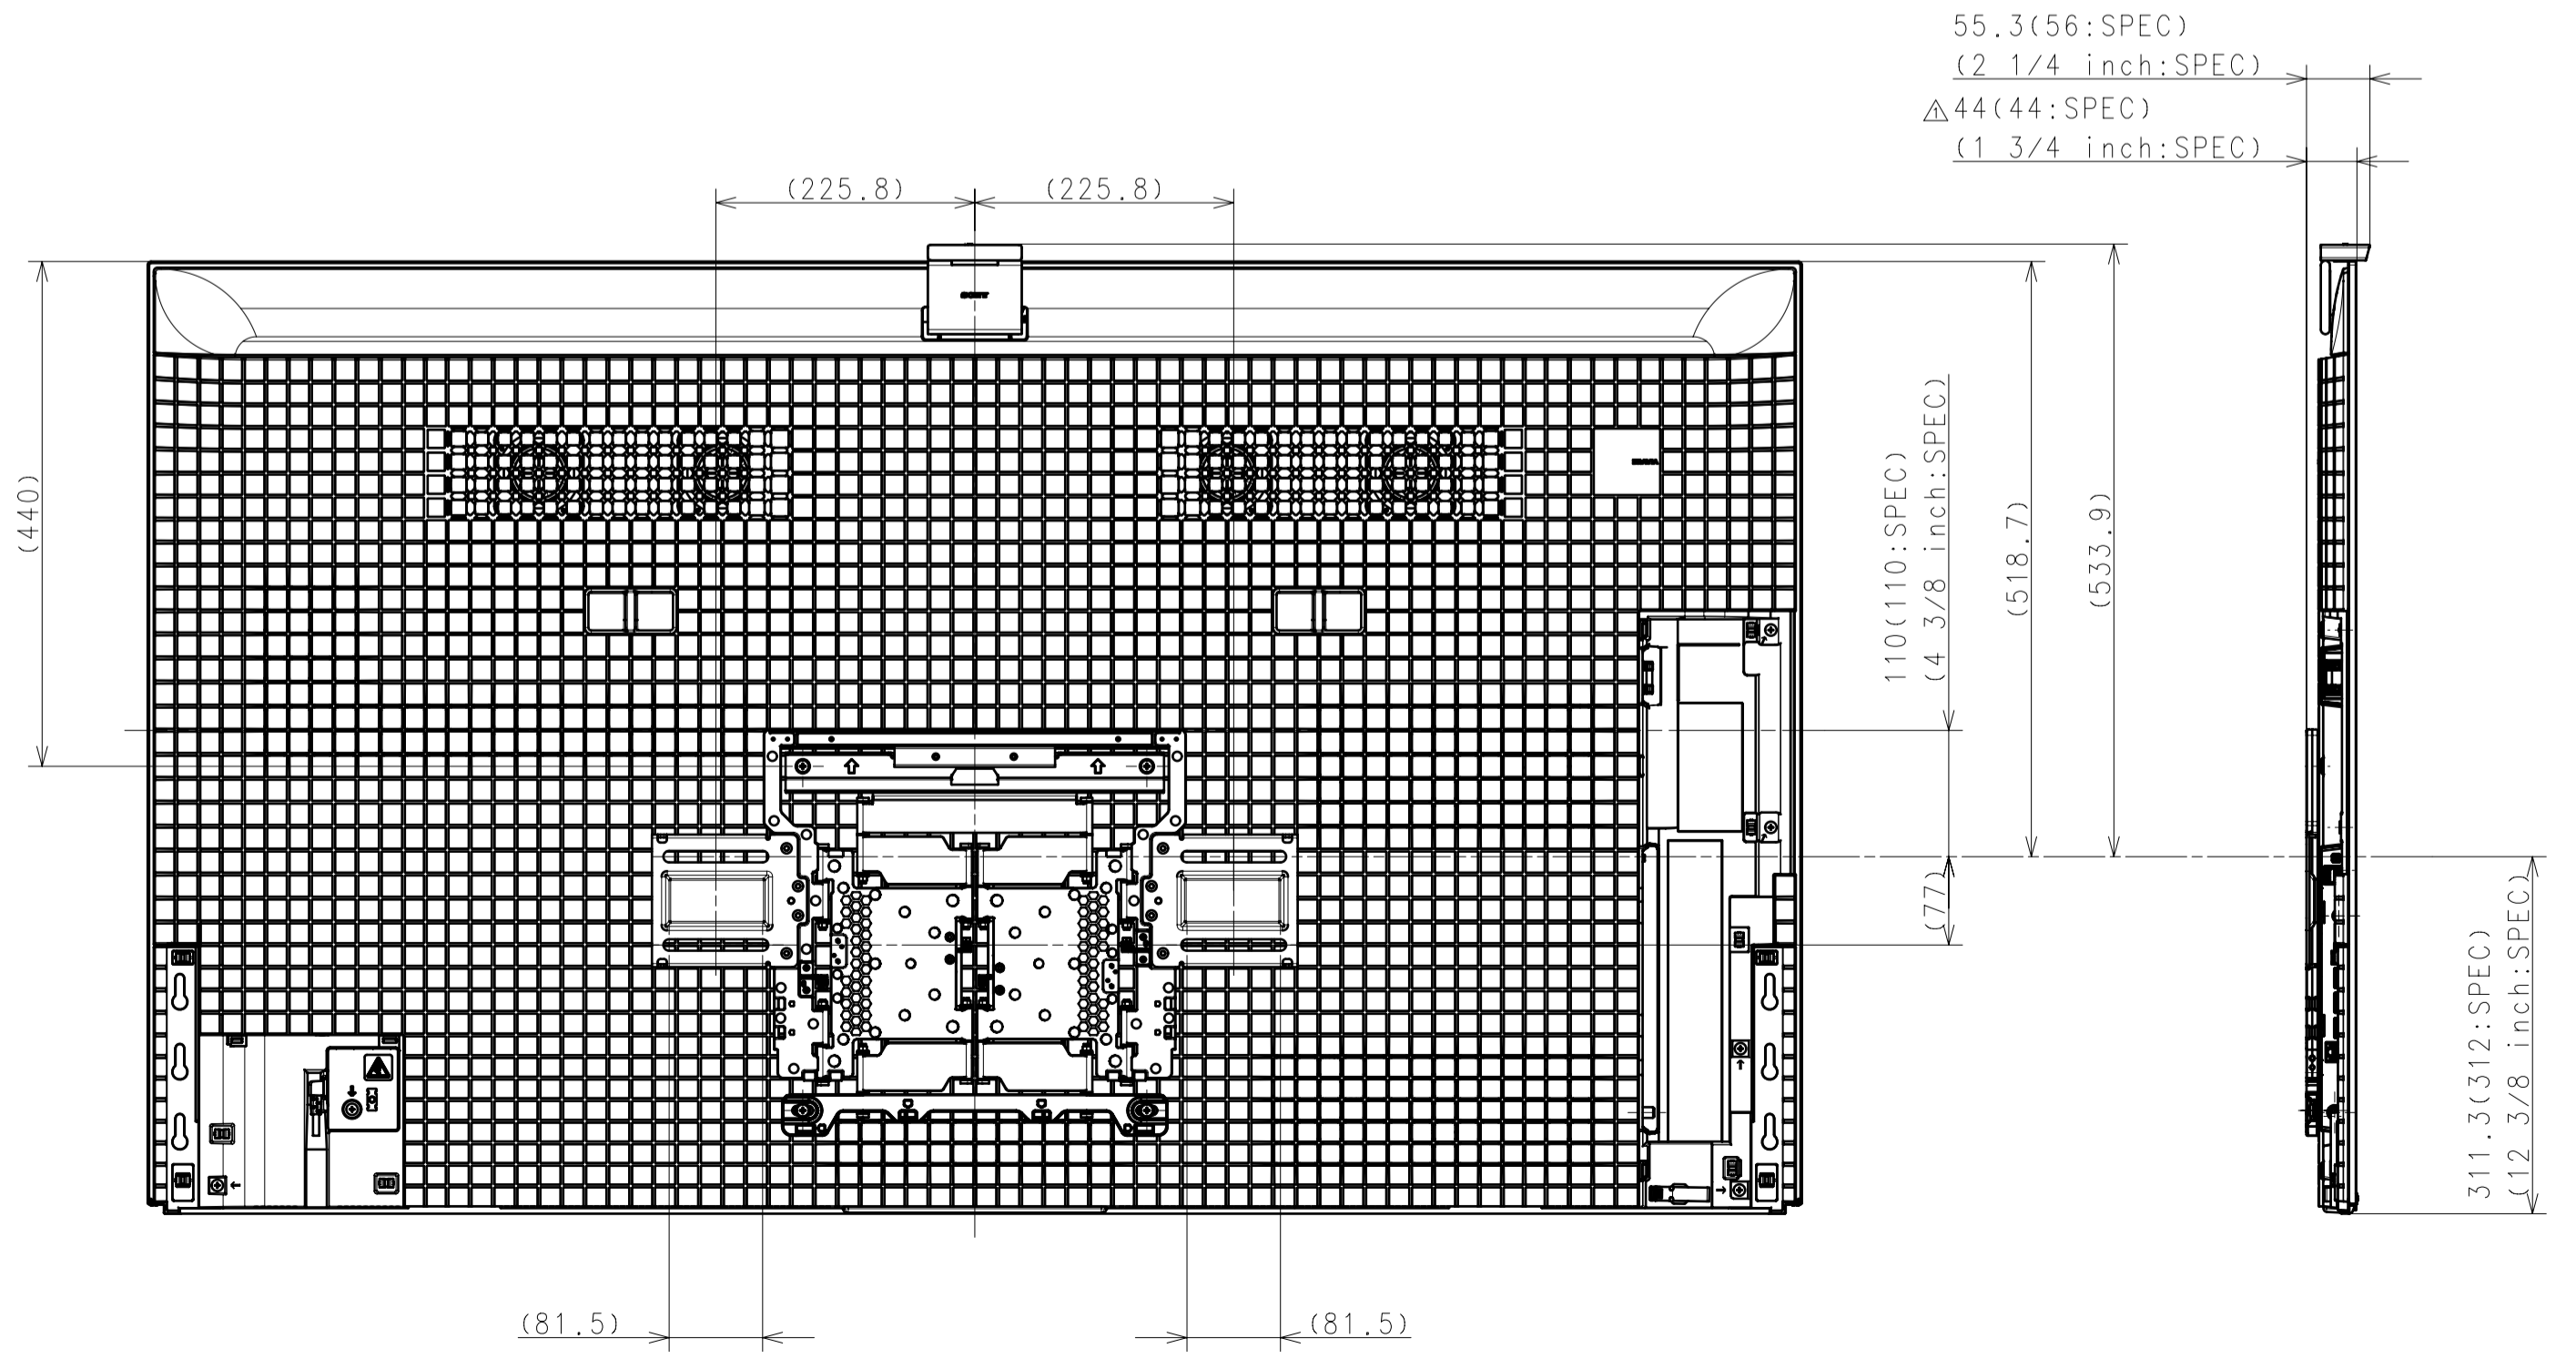 55.3(56:SPEC)
(2 1/4 inch:SPEC)
⚠1 44(44:SPEC)
(1 3/4 inch:SPEC)
(225.8)
(225.8)
SONY
(440)
110(110:SPEC)
(4 3/8 inch:SPEC)
(518.7)
(533.9)
(77)
311.3(312:SPEC)
(12 3/8 inch:SPEC)
(81.5)
(81.5)